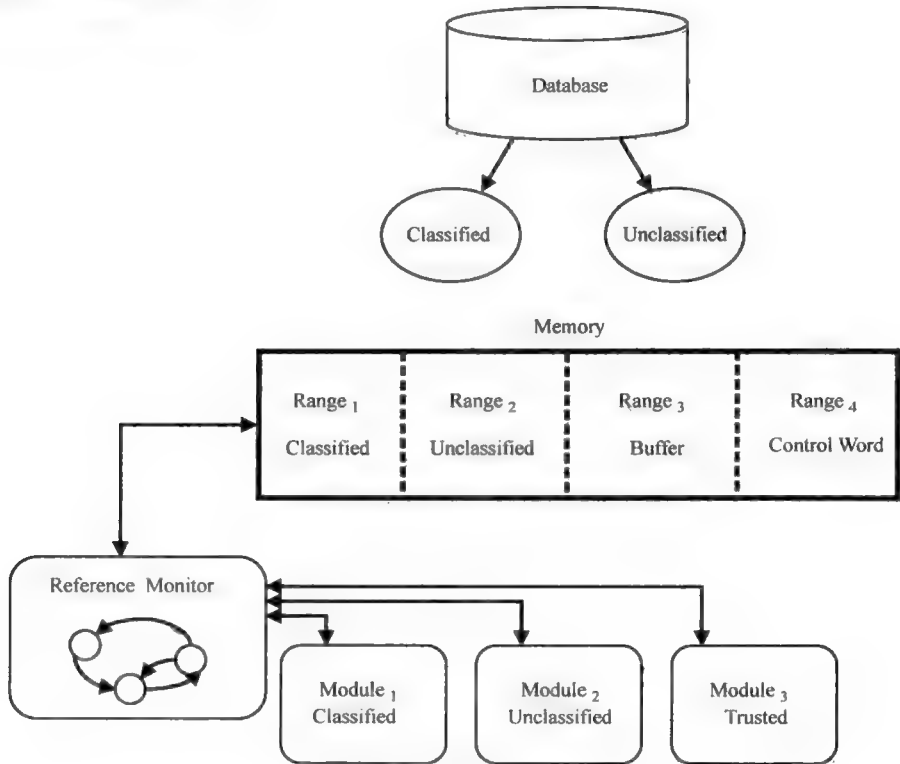 Database
Classified
Unclassified
Memory
Range 1
Classified
Range 2
Unclassified
Range 3
Buffer
Range 4
Control Word
Reference Monitor
Module 1
Classified
Module 2
Unclassified
Module 3
Trusted